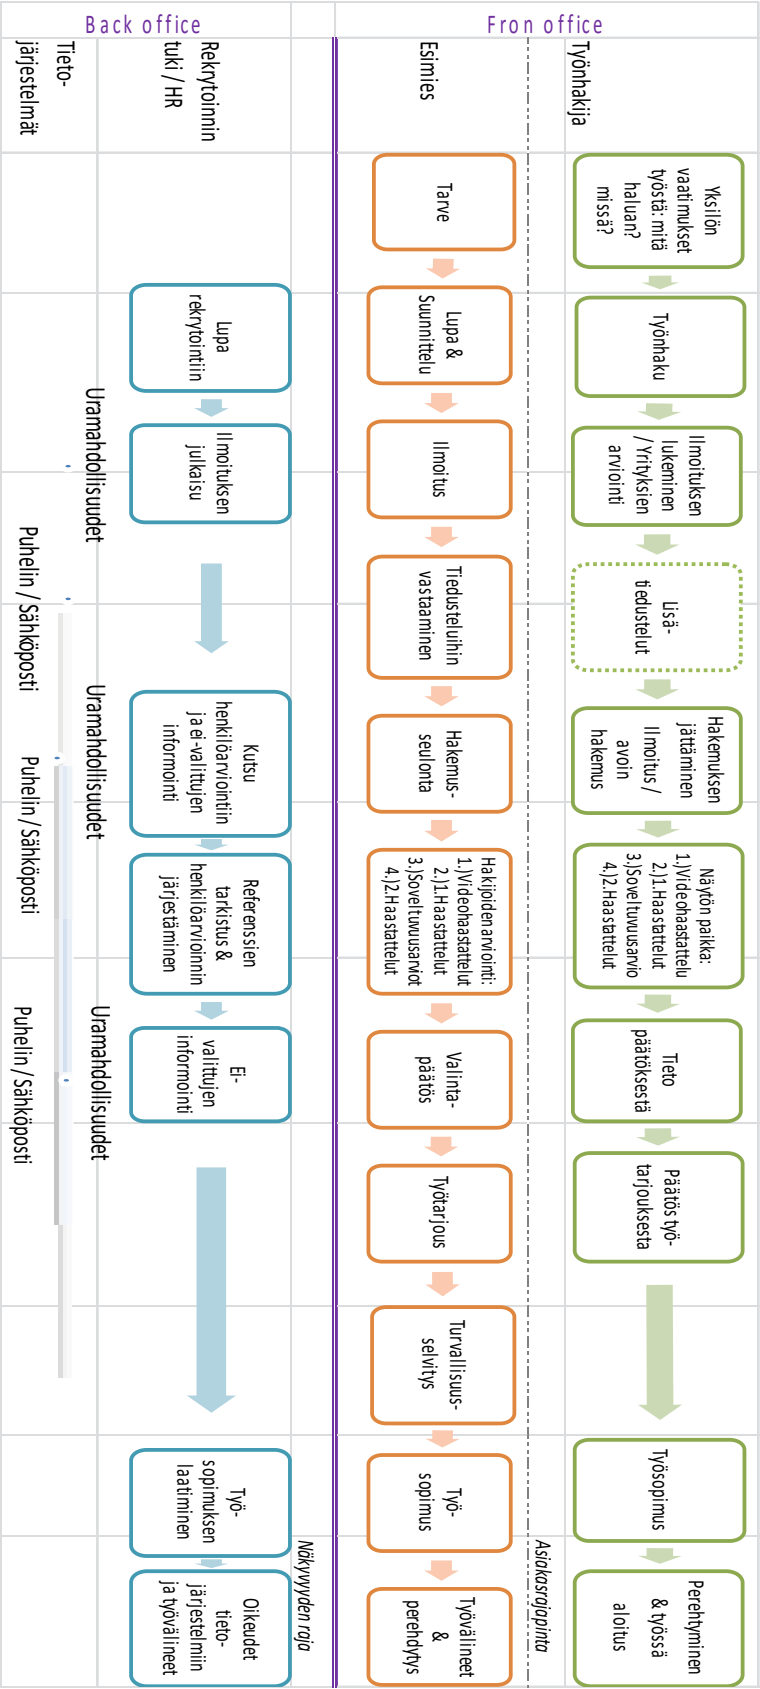 Fron office
Työnhakija
Yksilön
vaatimukset
työstä: mitä
haluan?
missä?
Työnhaku
Ilmoituksen
lukeminen
/ Yrityksien
arviointi
Lisä-
tiedustelut
Hakemuksen
jättäminen
Ilmoitus /
avoin
hakemus
Näytön paikka:
1.)Videohaastattelu
2.)1.Haastattelut
3.)Soveltuvuusarvio
4.)2.Haastattelut
Tieto
päätöksestä
Päätös työ-
tarjouksesta
Työsopimus
Perehtyminen
& työssä
aloitus
Asiakasrajapinta
Esimies
Tarve
Lupa &
Suunnittelu
Ilmoitus
Tiedusteluihin
vastaaminen
Hakemus-
seulonta
Hakijoiden arviointi:
1.)Videohaastattelut
2.)1.Haastattelut
3.)Soveltuvuusarviot
4.)2.Haastattelut
Valinta-
päätös
Työtarjous
Turvallisuus-
selvitys
Työ-
sopimus
Työvälineet
&
perehdytys
Back office
Näkyvyyden raja
Rekrytoinnin
tuki / HR
Lupa
rekrytointiin
Ilmoituksen
julkaisu
Kutsu
henkilöarviointiin
ja ei-valittujen
informointi
Referenssien
tarkistus &
henkilöarvioinnin
järjestäminen
Ei-
valittujen
informointi
Työ-
sopimuksen
laatiminen
Oikeudet
tieto-
järjestelmiin
ja työvälineet
Tieto-
järjestelmät
Uramahdollisuudet
Puhelin / Sähköposti
Uramahdollisuudet
Puhelin / Sähköposti
Uramahdollisuudet
Puhelin / Sähköposti